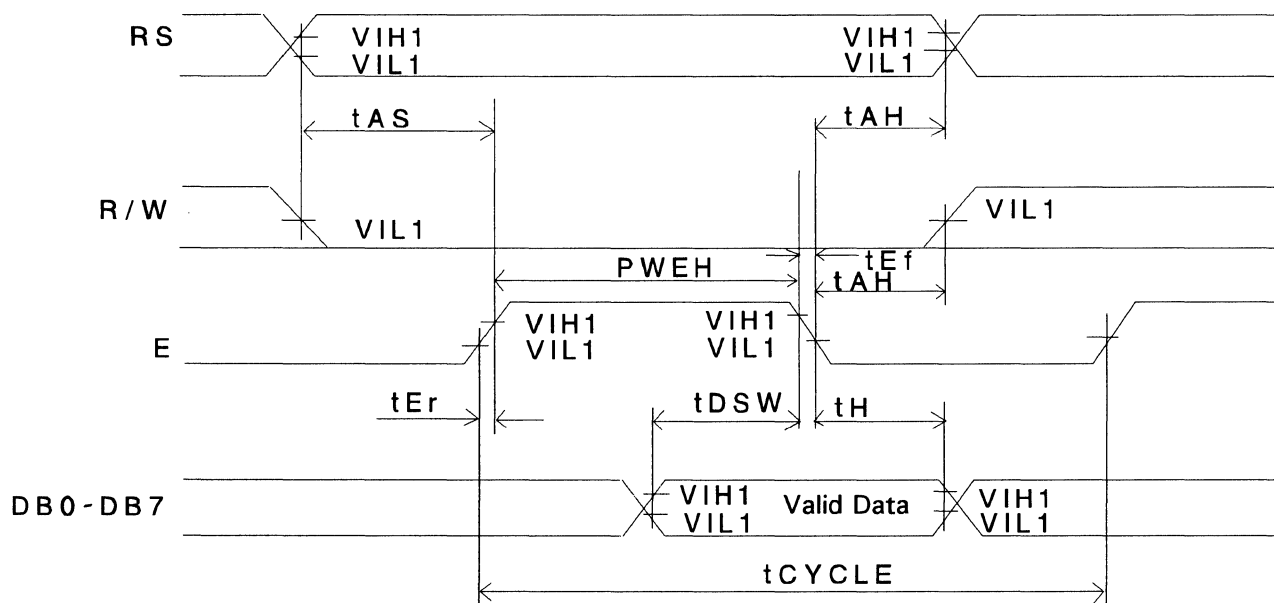 RS
VIH1
VIL1
VIH1
VIL1
tAS
tAH
R/W
VIL1
VIL1
PWEH
tEf
tAH
E
VIH1
VIL1
VIH1
VIL1
tEr
tDSW
tH
DB0-DB7
VIH1
VIL1
Valid Data
VIH1
VIL1
tCYCLE